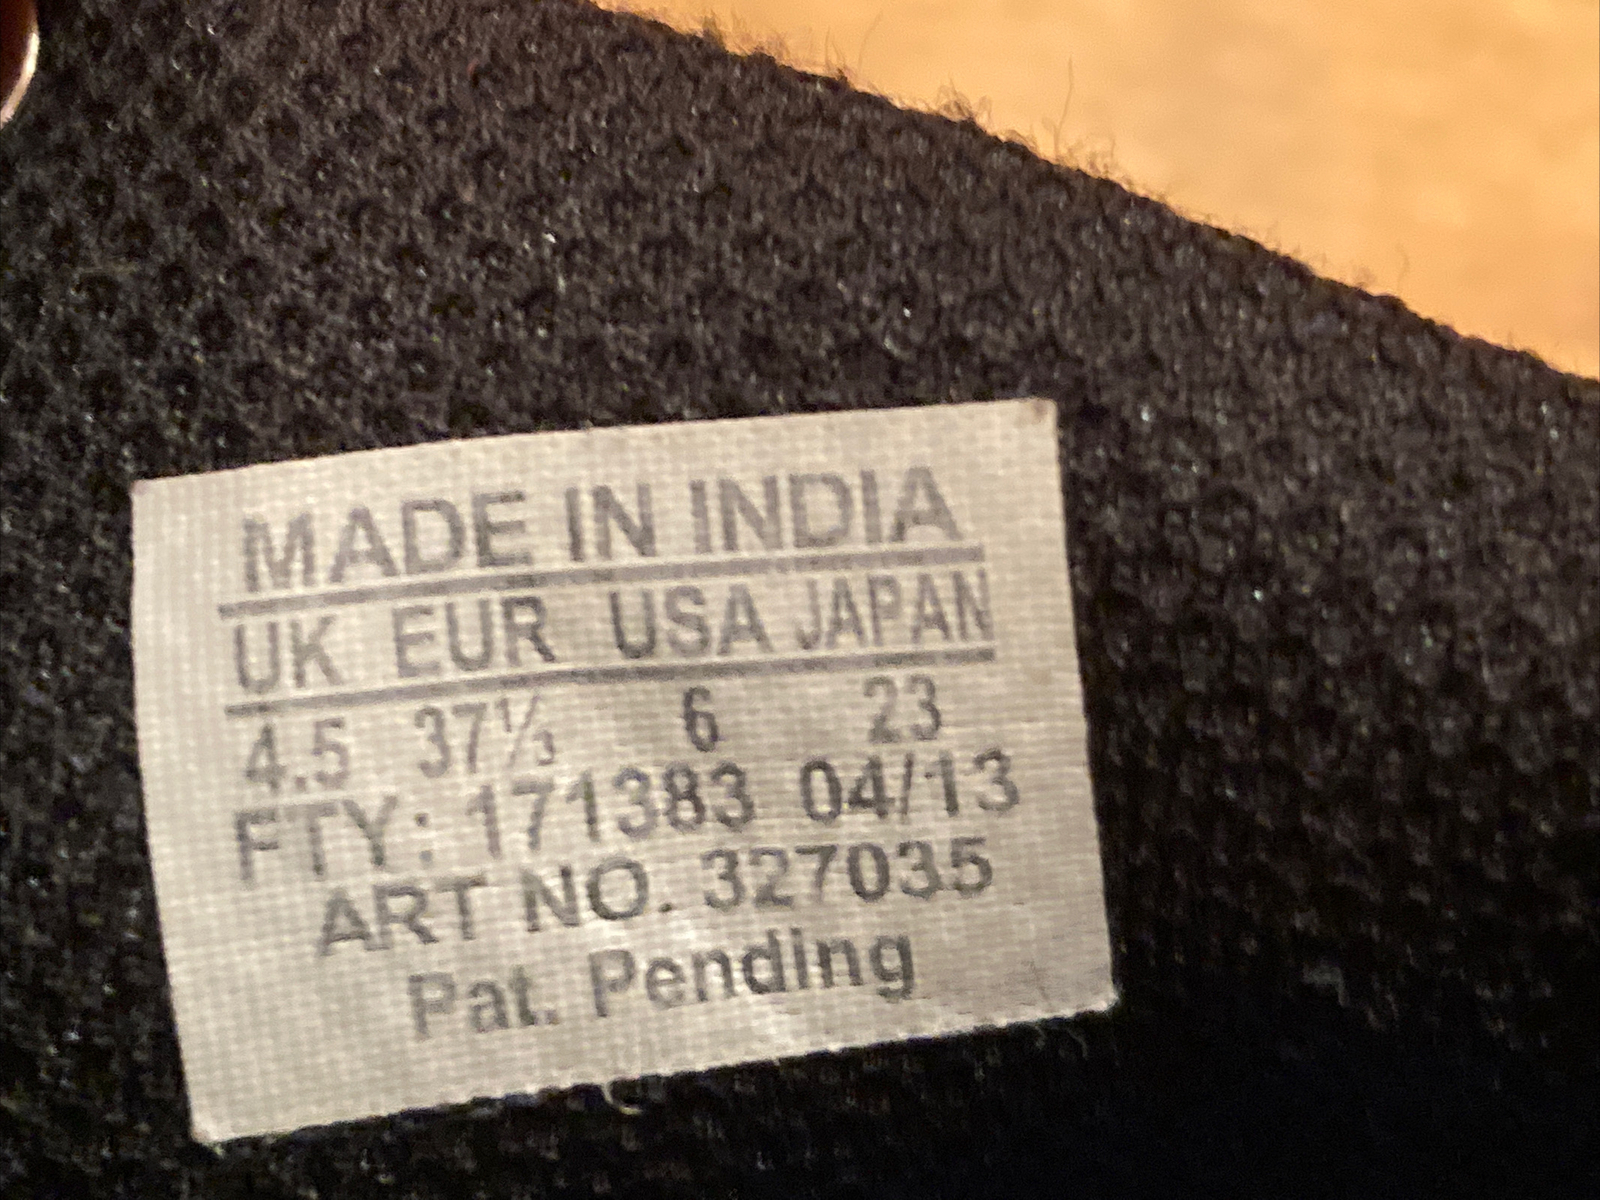 MADE IN INDIA
UK EUR USA JAPAN
4.5 37⅓ 6 23
FTY: 171383 04/13
ART NO. 327035
Pat. Pending